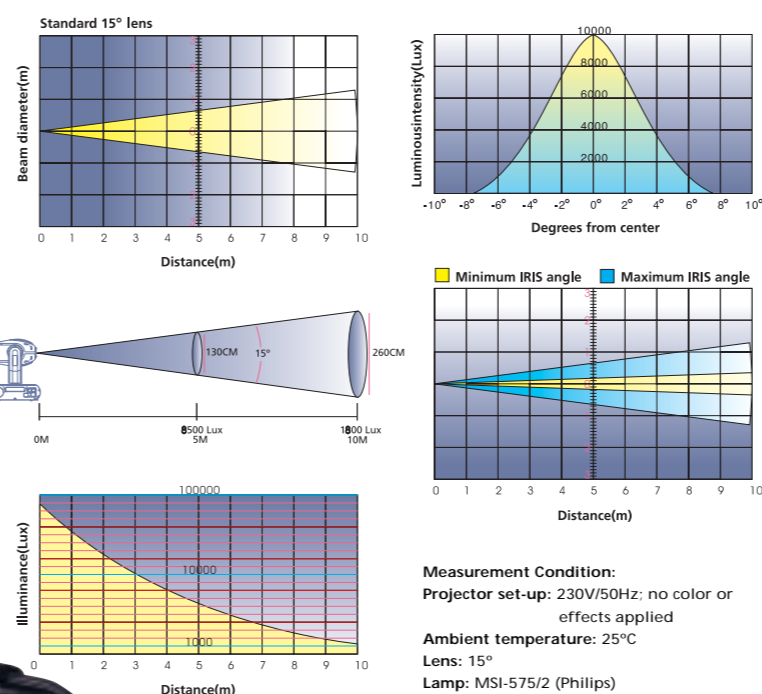 Standard 15° lens
Beam diameter(m)
0 1 2 3 4 5 6 7 8 9 10
Distance(m)
Luminousintensity(Lux)
10000
8000
6000
4000
2000
-10° -8° -6° -4° -2° 0° 2° 4° 6° 8° 10°
Degrees from center
130CM
15°
260CM
8500 Lux
0M 5M 10M
Minimum IRIS angle Maximum IRIS angle
0 1 2 3 4 5 6 7 8 9 10
Distance(m)
Illuminance(Lux)
100000
10000
1000
0 1 2 3 4 5 6 7 8 9 10
Distance(m)
Measurement Condition:
Projector set-up: 230V/50Hz; no color or
effects applied
Ambient temperature: 25°C
Lens: 15°
Lamp: MSI-575/2 (Philips)